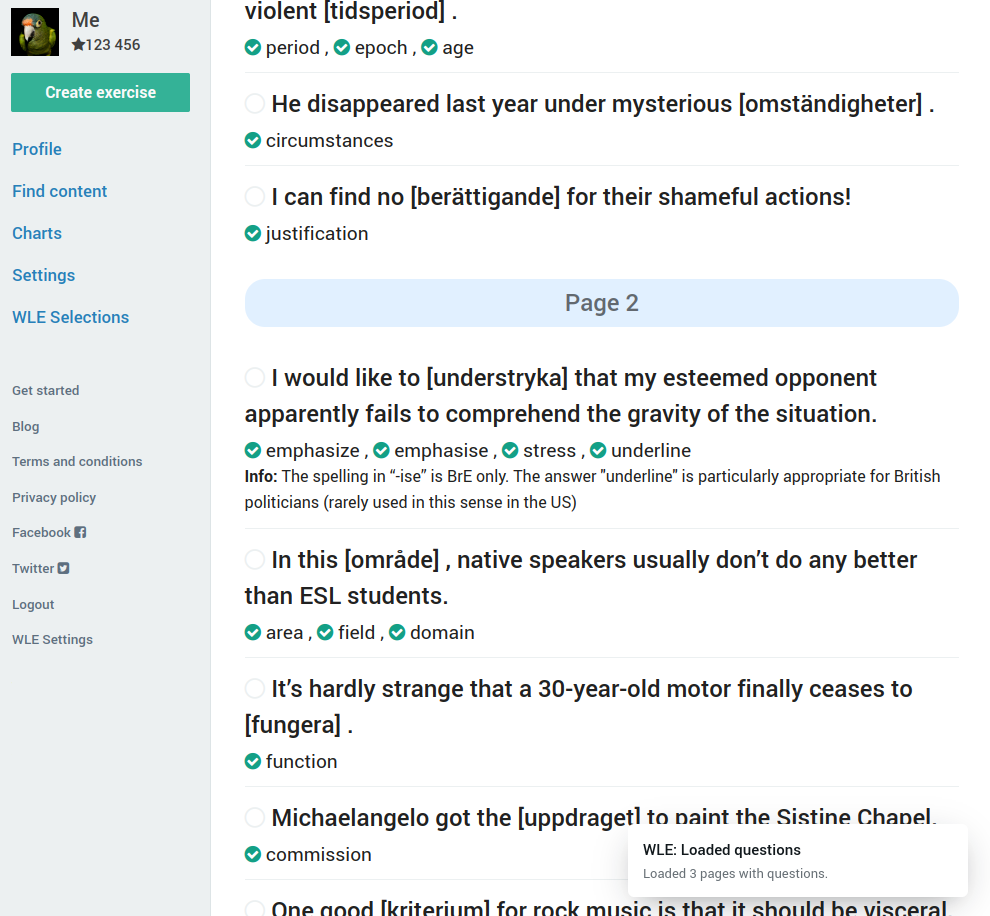 Me
123 456
Create exercise
Profile
Find content
Charts
Settings
WLE Selections
Get started
Blog
Terms and conditions
Privacy policy
Facebook
Twitter
Logout
WLE Settings
violent [tidsperiod] .
period , epoch , age
He disappeared last year under mysterious [omständigheter] .
circumstances
I can find no [berättigande] for their shameful actions!
justification
Page 2
I would like to [understryka] that my esteemed opponent
apparently fails to comprehend the gravity of the situation.
emphasize , emphasise , stress , underline
Info: The spelling in “-ise” is BrE only. The answer "underline" is particularly appropriate for British
politicians (rarely used in this sense in the US)
In this [område] , native speakers usually don’t do any better
than ESL students.
area , field , domain
It’s hardly strange that a 30-year-old motor finally ceases to
[fungera] .
function
Michaelangelo got the [uppdraget] to paint the Sistine Chapel.
commission
One good [kriterium] for rock music is that it should be visceral.
WLE: Loaded questions
Loaded 3 pages with questions.